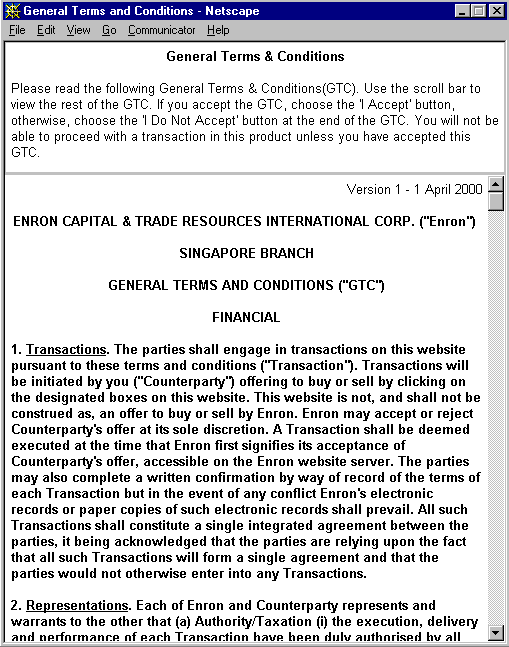 General Terms and Conditions - Netscape
File Edit View Go Communicator Help
General Terms & Conditions
Please read the following General Terms & Conditions(GTC). Use the scroll bar to
view the rest of the GTC. If you accept the GTC, choose the 'I Accept' button,
otherwise, choose the 'I Do Not Accept' button at the end of the GTC. You will not be
able to proceed with a transaction in this product unless you have accepted this
GTC.
Version 1 - 1 April 2000
ENRON CAPITAL & TRADE RESOURCES INTERNATIONAL CORP. ("Enron")
SINGAPORE BRANCH
GENERAL TERMS AND CONDITIONS ("GTC")
FINANCIAL
1. Transactions. The parties shall engage in transactions on this website
pursuant to these terms and conditions ("Transaction"). Transactions will
be initiated by you ("Counterparty") offering to buy or sell by clicking on
the designated boxes on this website. This website is not, and shall not be
construed as, an offer to buy or sell by Enron. Enron may accept or reject
Counterparty's offer at its sole discretion. A Transaction shall be deemed
executed at the time that Enron first signifies its acceptance of
Counterparty's offer, accessible on the Enron website server. The parties
may also complete a written confirmation by way of record of the terms of
each Transaction but in the event of any conflict Enron's electronic
records or paper copies of such electronic records shall prevail. All such
Transactions shall constitute a single integrated agreement between the
parties, it being acknowledged that the parties are relying upon the fact
that all such Transactions will form a single agreement and that the
parties would not otherwise enter into any Transactions.
2. Representations. Each of Enron and Counterparty represents and
warrants to the other that (a) Authority/Taxation (i) the execution, delivery
and performance of each Transaction have been duly authorised by all